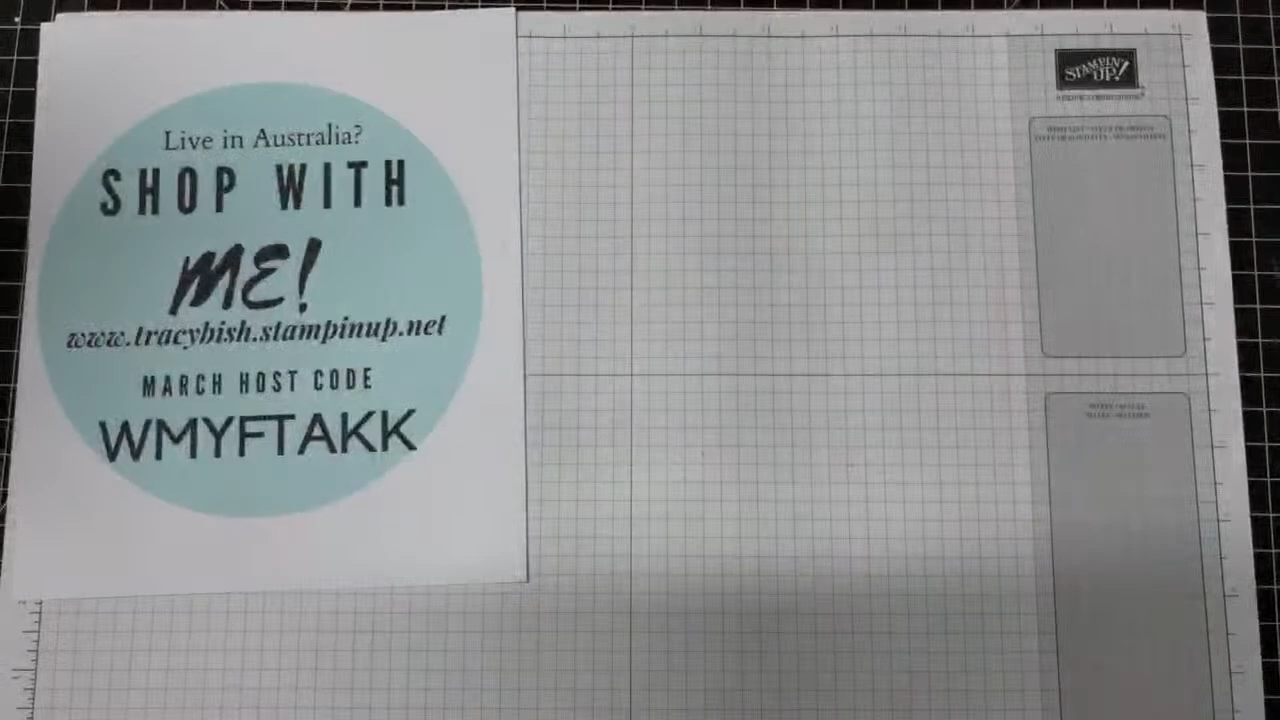 Live in Australia?
SHOP WITH
ME!
www.tracybish.stampinup.net
MARCH HOST CODE
WMYFTAKK
STAMPIN' UP!